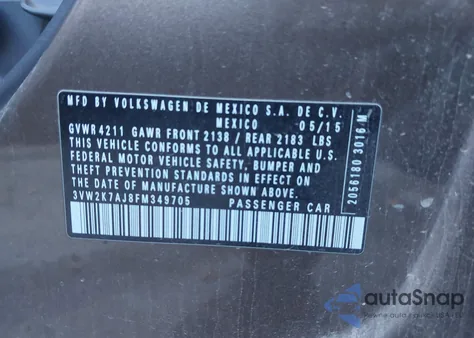 MFD BY VOLKSWAGEN DE MEXICO S.A. DE C.V.
MEXICO 05/15
GVWR 4211 GAWR FRONT 2138 / REAR 2183 LBS
THIS VEHICLE CONFORMS TO ALL APPLICABLE U.S.
FEDERAL MOTOR VEHICLE SAFETY, BUMPER AND
THEFT PREVENTION STANDARDS IN EFFECT ON
THE DATE OF MANUFACTURE SHOWN ABOVE.
3VW2K7AJ8FM349705 PASSENGER CAR
2056180 3016 M
autoSnap